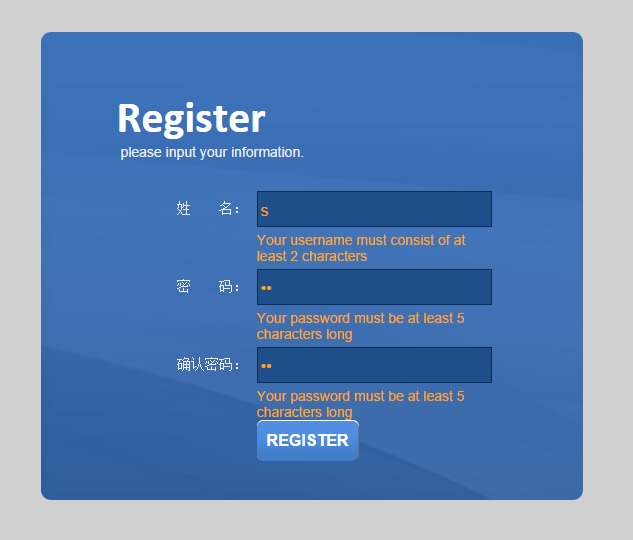 Register
please input your information.
姓 名： s
Your username must consist of at
least 2 characters
密 码： ••
Your password must be at least 5
characters long
确认密码： ••
Your password must be at least 5
characters long
REGISTER